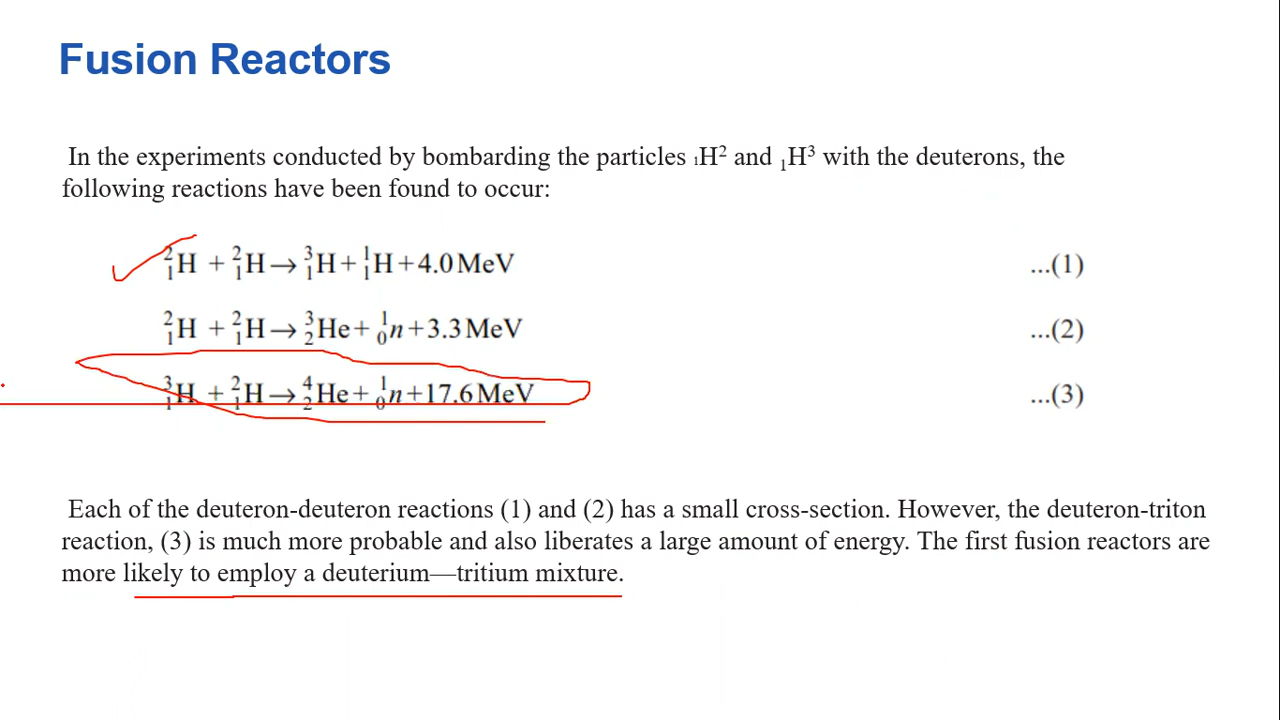 Fusion Reactors
In the experiments conducted by bombarding the particles ₁H² and ₁H³ with the deuterons, the
following reactions have been found to occur:
²₁H + ²₁H → ³₁H + ¹₁H + 4.0 MeV ...(1)
²₁H + ²₁H → ³₂He + ¹₀n + 3.3 MeV ...(2)
³₁H + ²₁H → ⁴₂He + ¹₀n + 17.6 MeV ...(3)
Each of the deuteron-deuteron reactions (1) and (2) has a small cross-section. However, the deuteron-triton
reaction, (3) is much more probable and also liberates a large amount of energy. The first fusion reactors are
more likely to employ a deuterium—tritium mixture.